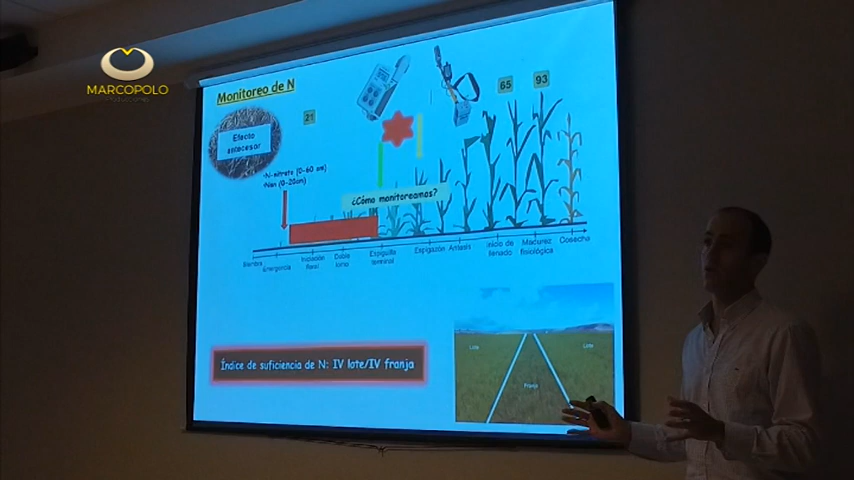 MARCOPOLO
Monitoreo de N
Efecto
antecesor
21
65
93
N-nitrato (0-60 cm)
Nan (0-20cm)
¿Cómo monitoreamos?
Siembra
Emergencia
Iniciación
floral
Doble
lomo
Espiguilla
terminal
Espigazón
Antesis
Inicio de
llenado
Madurez
fisiológica
Cosecha
Índice de suficiencia de N: IV lote/IV franja
Lote
Lote
Franja